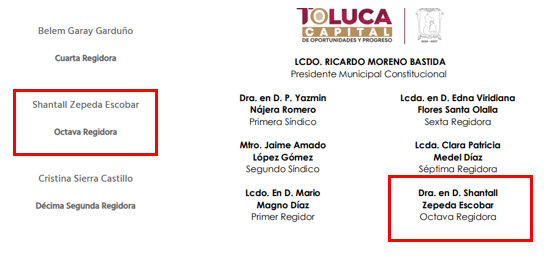 Belem Garay Garduño
Cuarta Regidora
Shantall Zepeda Escobar
Octava Regidora
Cristina Sierra Castillo
Décima Segunda Regidora
TOLUCA
CAPITAL
DE OPORTUNIDADES Y PROGRESO
LCDO. RICARDO MORENO BASTIDA
Presidente Municipal Constitucional
Dra. en D. P. Yazmin
Nájera Romero
Primera Síndico
Lcda. en D. Edna Viridiana
Flores Santa Olalla
Sexta Regidora
Mtro. Jaime Amado
López Gómez
Segundo Síndico
Lcda. Clara Patricia
Medel Díaz
Séptima Regidora
Lcdo. En D. Mario
Magno Díaz
Primer Regidor
Dra. en D. Shantall
Zepeda Escobar
Octava Regidora